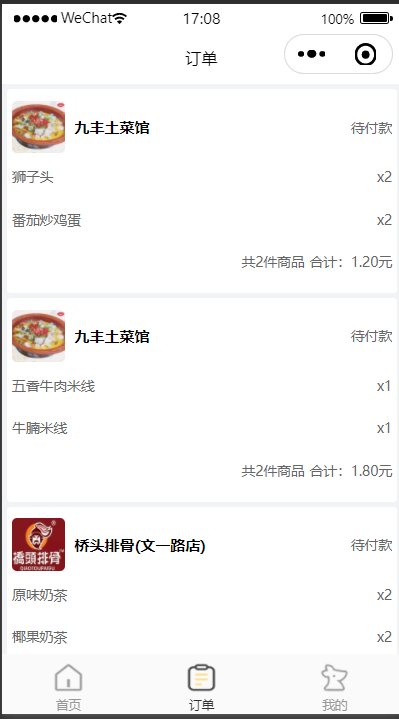 WeChat 17:08 100%
订单
九丰土菜馆 待付款
狮子头 x2
番茄炒鸡蛋 x2
共2件商品 合计：1.20元
九丰土菜馆 待付款
五香牛肉米线 x1
牛腩米线 x1
共2件商品 合计：1.80元
橋頭排骨
QIAOTOUPAIGU
桥头排骨(文一路店) 待付款
原味奶茶 x2
椰果奶茶 x2
首页 订单 我的